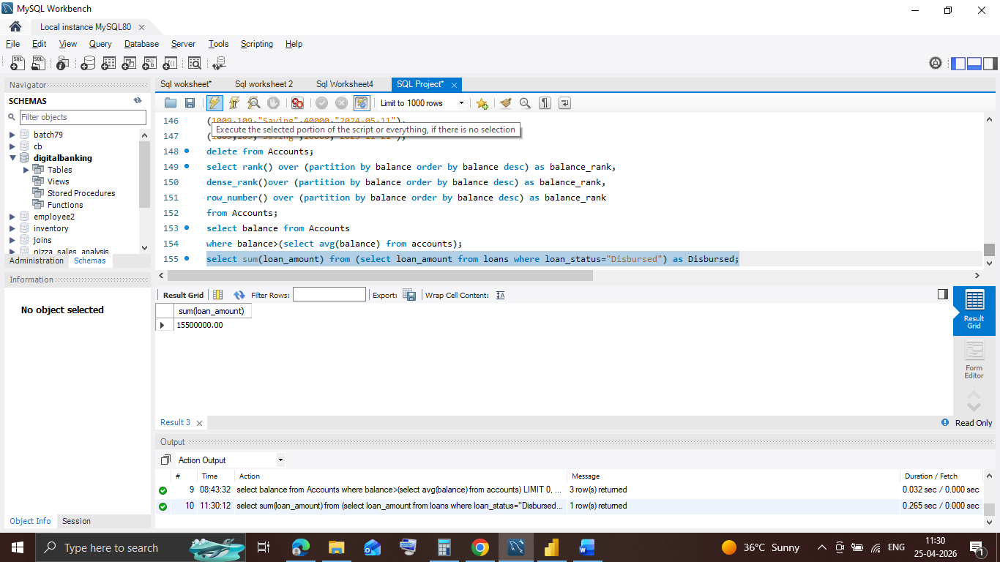 MySQL Workbench
Local instance MySQL80
File Edit View Query Database Server Tools Scripting Help
Navigator
SCHEMAS
Filter objects
batch79
cb
digitalbanking
Tables
Views
Stored Procedures
Functions
employee2
inventory
joins
pizza_sales_analysis
Administration Schemas
Information
No object selected
Object Info Session
Sql woksheet* Sql worksheet 2 Sql Worksheet4 SQL Project*
Limit to 1000 rows
146 (1009,109,"Saving",40000,"2024-05-11"),
Execute the selected portion of the script or everything, if there is no selection
147
148 delete from Accounts;
149 select rank() over (partition by balance order by balance desc) as balance_rank,
150 dense_rank()over (partition by balance order by balance desc) as balance_rank,
151 row_number() over (partition by balance order by balance desc) as balance_rank
152 from Accounts;
153 select balance from Accounts
154 where balance>(select avg(balance) from accounts);
155 select sum(loan_amount) from (select loan_amount from loans where loan_status="Disbursed") as Disbursed;
Result Grid Filter Rows: Export: Wrap Cell Content:
sum(loan_amount)
15500000.00
Result Grid
Form Editor
Result 3
Read Only
Output
Action Output
# Time Action Message Duration / Fetch
9 08:43:32 select balance from Accounts where balance>(select avg(balance) from accounts) LIMIT 0, ... 3 row(s) returned 0.032 sec / 0.000 sec
10 11:30:12 select sum(loan_amount) from (select loan_amount from loans where loan_status="Disbursed... 1 row(s) returned 0.265 sec / 0.000 sec
Type here to search
36°C Sunny
ENG
11:30
25-04-2026
1